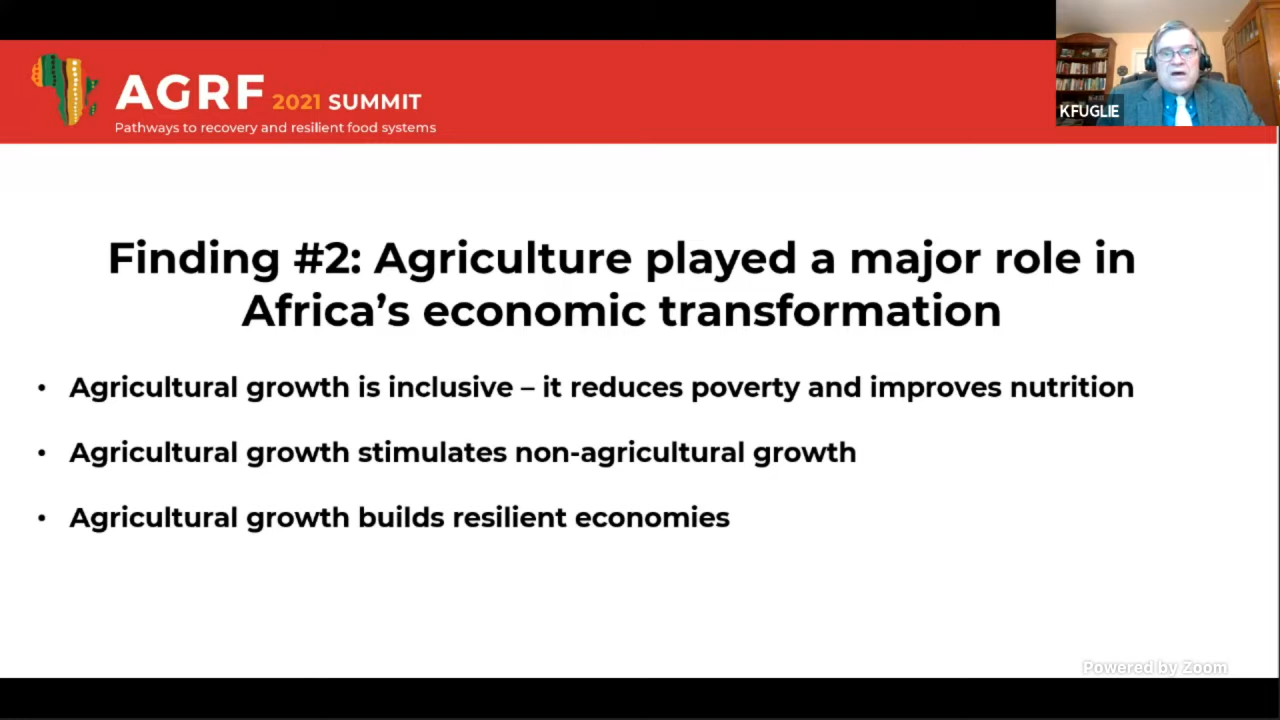 AGRF 2021 SUMMIT
Pathways to recovery and resilient food systems
KFUGLIE
Finding #2: Agriculture played a major role in
Africa’s economic transformation
• Agricultural growth is inclusive – it reduces poverty and improves nutrition
• Agricultural growth stimulates non-agricultural growth
• Agricultural growth builds resilient economies
Powered by Zoom